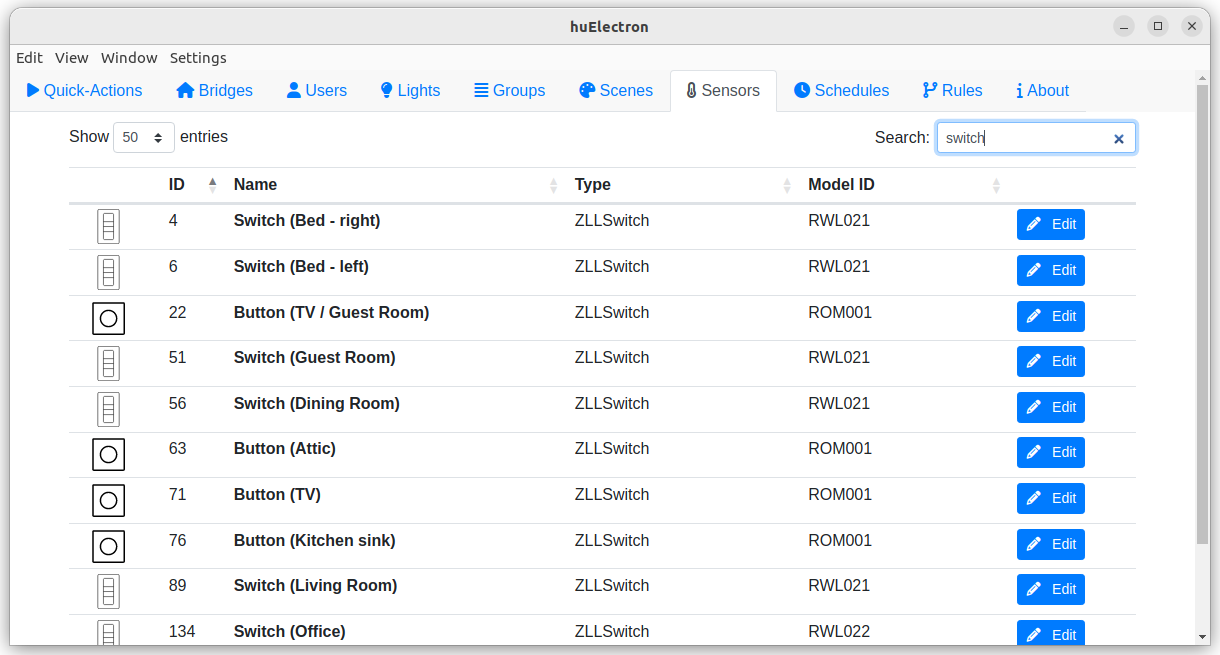 huElectron
Edit View Window Settings
Quick-Actions Bridges Users Lights Groups Scenes Sensors Schedules Rules About
Show 50 entries Search: switch
ID Name Type Model ID
4 Switch (Bed - right) ZLLSwitch RWL021 Edit
6 Switch (Bed - left) ZLLSwitch RWL021 Edit
22 Button (TV / Guest Room) ZLLSwitch ROM001 Edit
51 Switch (Guest Room) ZLLSwitch RWL021 Edit
56 Switch (Dining Room) ZLLSwitch RWL021 Edit
63 Button (Attic) ZLLSwitch ROM001 Edit
71 Button (TV) ZLLSwitch ROM001 Edit
76 Button (Kitchen sink) ZLLSwitch ROM001 Edit
89 Switch (Living Room) ZLLSwitch RWL021 Edit
134 Switch (Office) ZLLSwitch RWL022 Edit